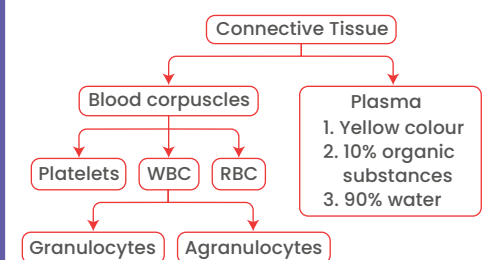 Connective Tissue
Blood corpuscles
Plasma
1. Yellow colour
2. 10% organic
substances
3. 90% water
Platelets
WBC
RBC
Granulocytes
Agranulocytes